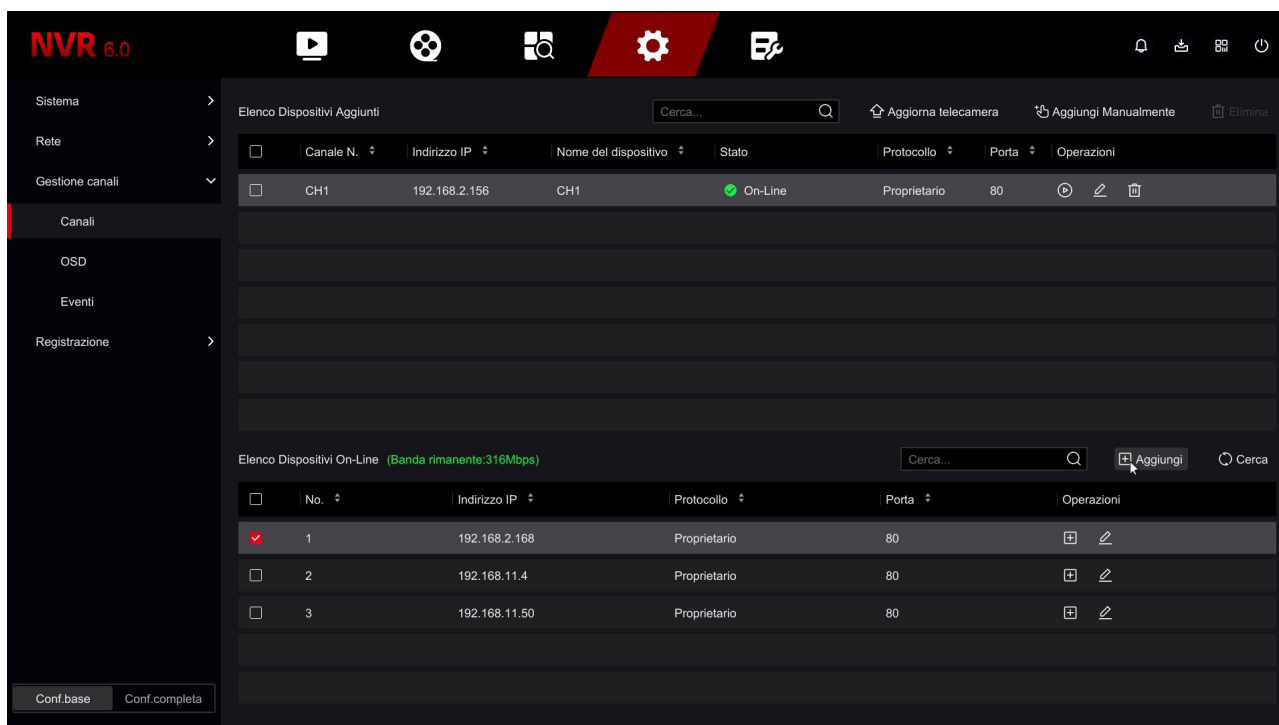 NVR 6.0
Sistema
Rete
Gestione canali
Canali
OSD
Eventi
Registrazione
Conf.base Conf.completa
Elenco Dispositivi Aggiunti Cerca... Aggiorna telecamera Aggiungi Manualmente Elimina
Canale N. Indirizzo IP Nome del dispositivo Stato Protocollo Porta Operazioni
CH1 192.168.2.156 CH1 On-Line Proprietario 80
Elenco Dispositivi On-Line (Banda rimanente:316Mbps) Cerca... Aggiungi Cerca
No. Indirizzo IP Protocollo Porta Operazioni
1 192.168.2.168 Proprietario 80
2 192.168.11.4 Proprietario 80
3 192.168.11.50 Proprietario 80